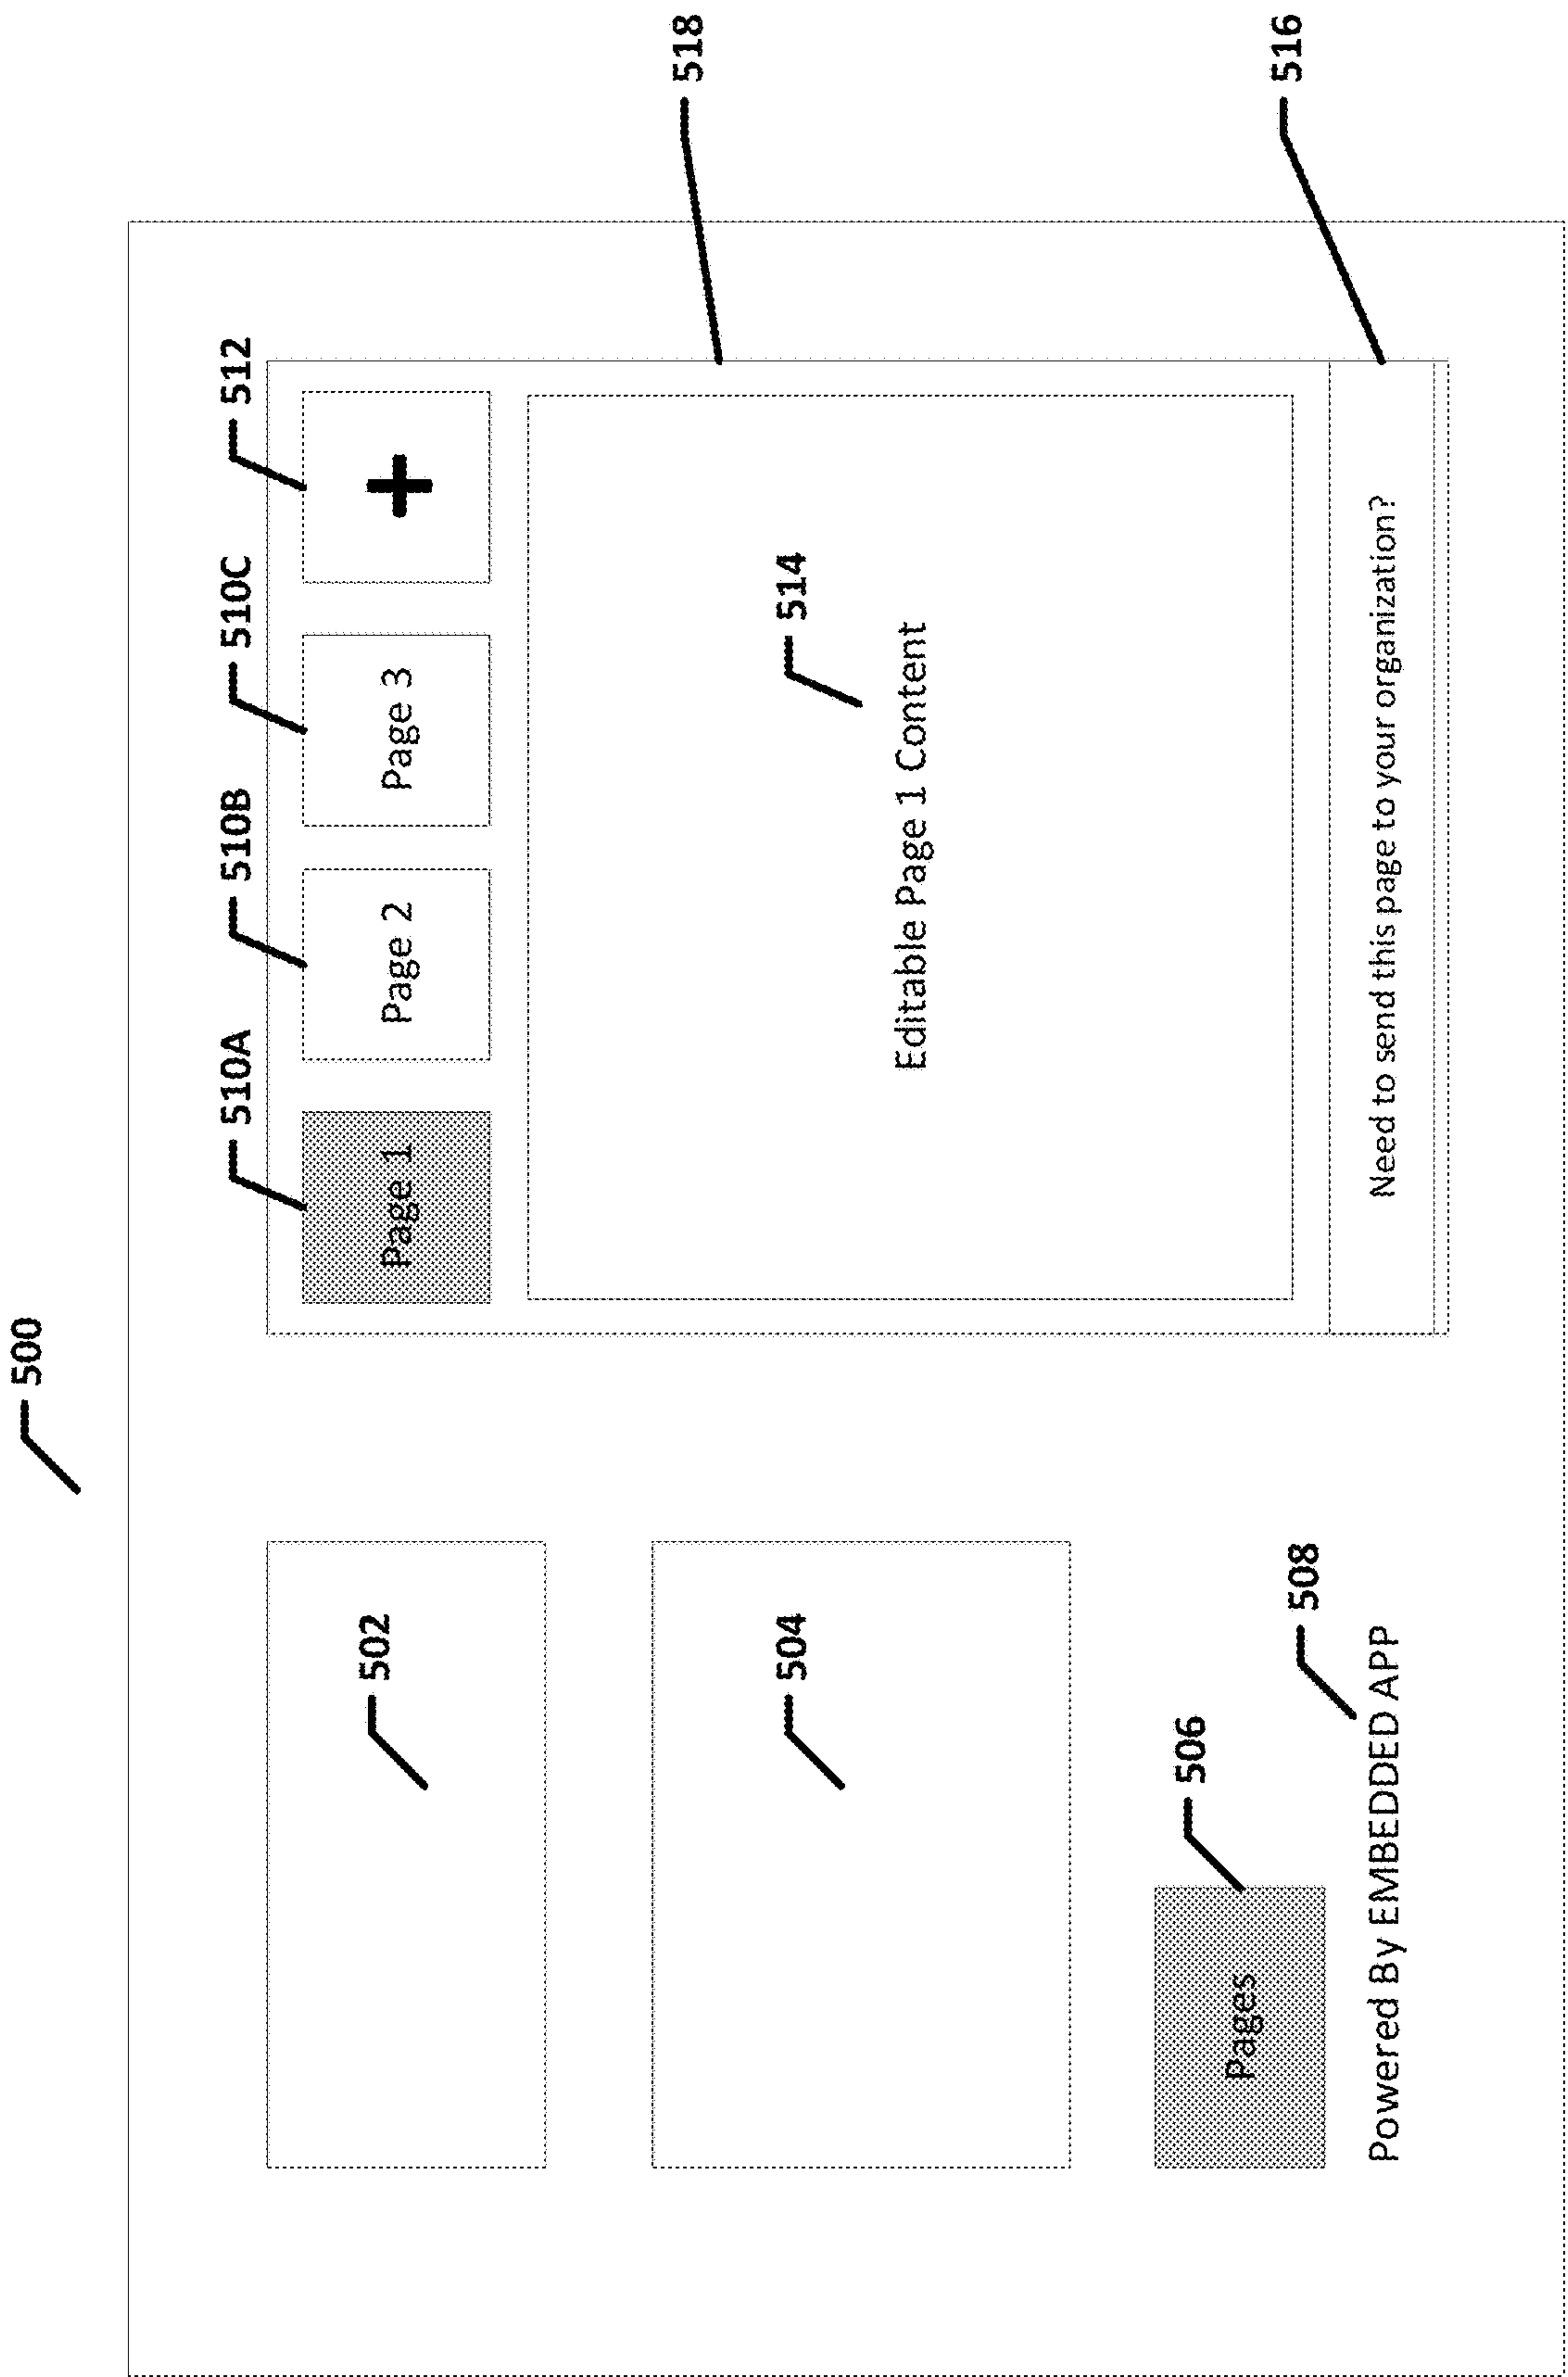 500
502
504
506
Pages
508
Powered By EMBEDDED APP
510A
510B
510C
512
Page 1
Page 2
Page 3
+
518
514
Editable Page 1 Content
516
Need to send this page to your organization?